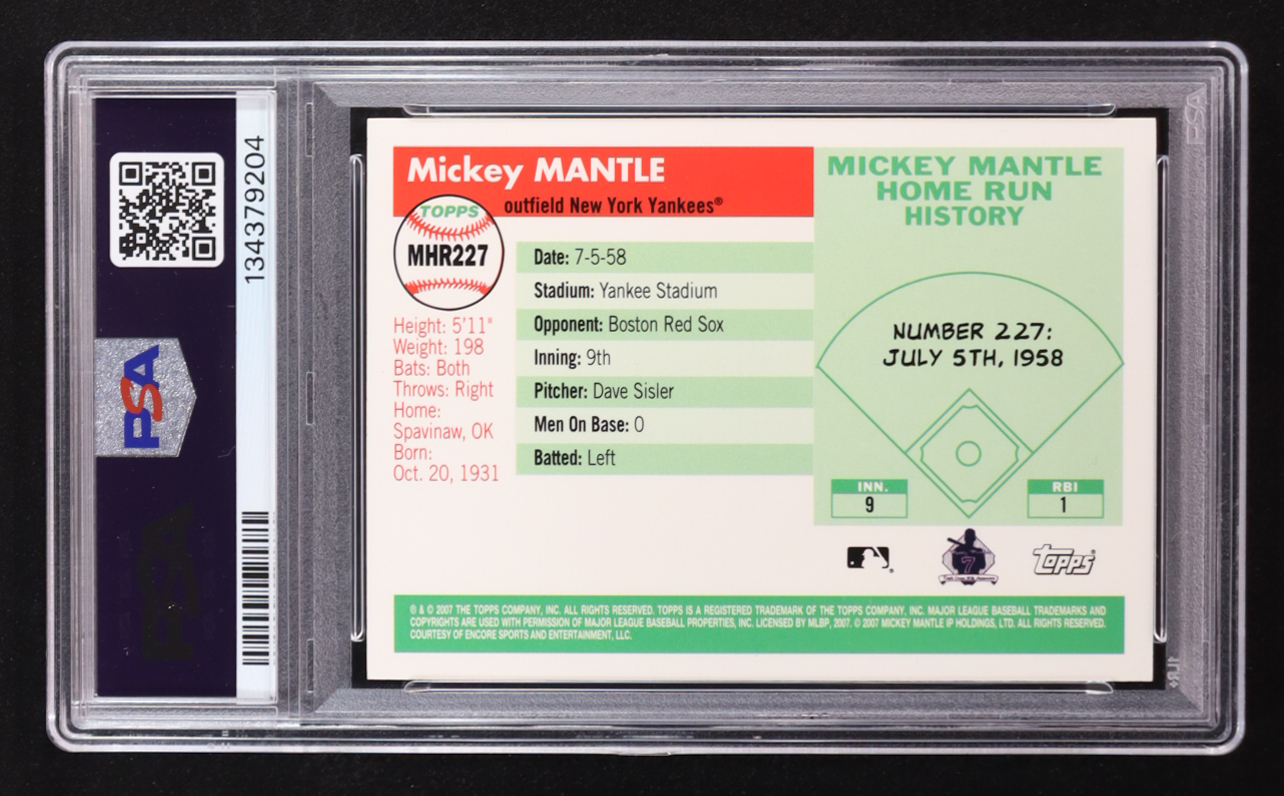 134379204
PSA
PSA
PSA
Mickey MANTLE
outfield New York Yankees®
TOPPS
MHR227
Height: 5'11"
Weight: 198
Bats: Both
Throws: Right
Home:
Spavinaw, OK
Born:
Oct. 20, 1931
Date: 7-5-58
Stadium: Yankee Stadium
Opponent: Boston Red Sox
Inning: 9th
Pitcher: Dave Sisler
Men On Base: 0
Batted: Left
MICKEY MANTLE
HOME RUN
HISTORY
NUMBER 227:
JULY 5TH, 1958
INN.
9
RBI
1
7
topps®
® & © 2007 THE TOPPS COMPANY, INC. ALL RIGHTS RESERVED. TOPPS IS A REGISTERED TRADEMARK OF THE TOPPS COMPANY, INC. MAJOR LEAGUE BASEBALL TRADEMARKS AND
COPYRIGHTS ARE USED WITH PERMISSION OF MAJOR LEAGUE BASEBALL PROPERTIES, INC. LICENSED BY MLBP, 2007. © 2007 MICKEY MANTLE IP HOLDINGS, LTD. ALL RIGHTS RESERVED.
COURTESY OF ENCORE SPORTS AND ENTERTAINMENT, LLC.